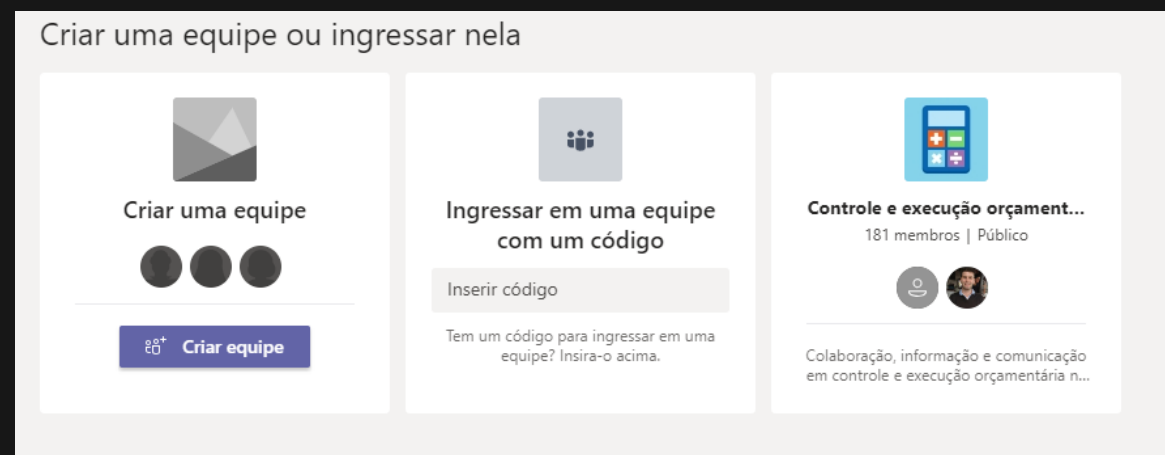 Criar uma equipe ou ingressar nela
Criar uma equipe
Criar equipe
Ingressar em uma equipe
com um código
Inserir código
Tem um código para ingressar em uma
equipe? Insira-o acima.
Controle e execução orçament...
181 membros | Público
Colaboração, informação e comunicação
em controle e execução orçamentária n...